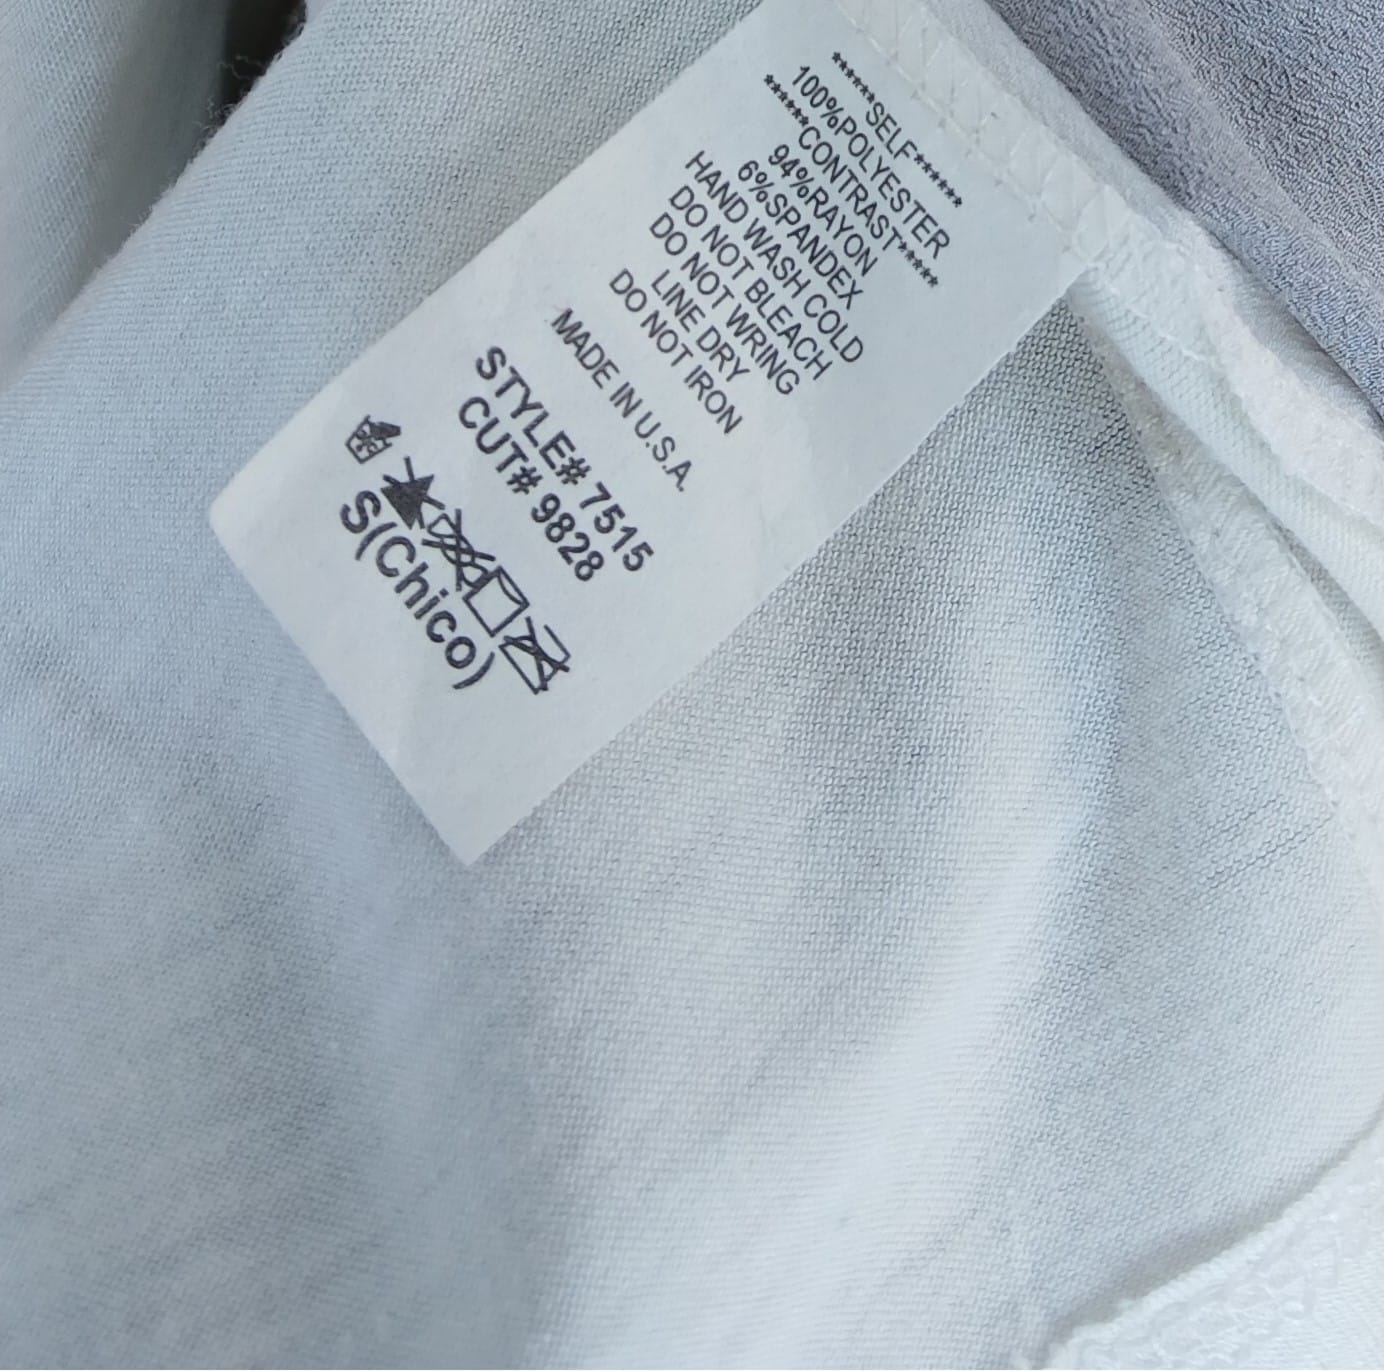 ******SELF******
100%POLYESTER
******CONTRAST*****
94%RAYON
6%SPANDEX
HAND WASH COLD
DO NOT BLEACH
DO NOT WRING
LINE DRY
DO NOT IRON
MADE IN U.S.A.
STYLE# 7515
CUT# 9828
S(Chico)